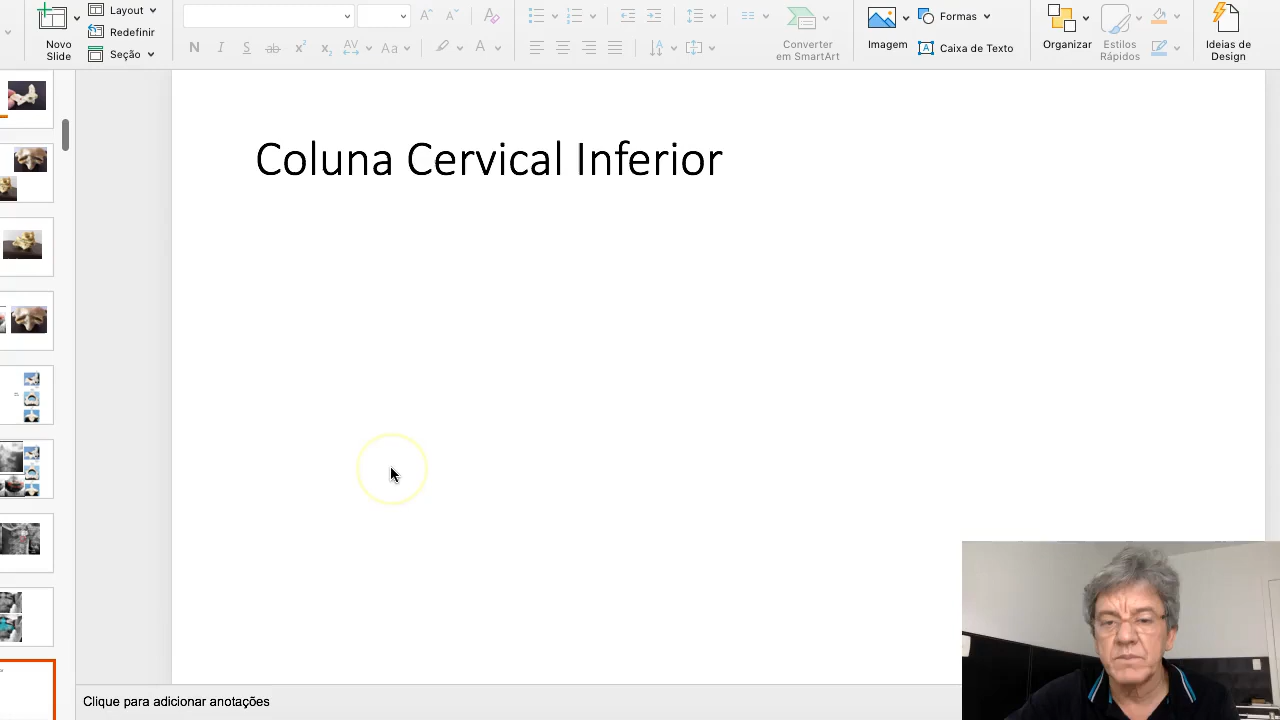 Novo
Slide
Layout
Redefinir
Seção
N I S ab x² x₂ AV Aa A
Converter
em SmartArt
Imagem
Formas
Caixa de Texto
Organizar
Estilos
Rápidos
Ideias de
Design
Coluna Cervical Inferior
Clique para adicionar anotações